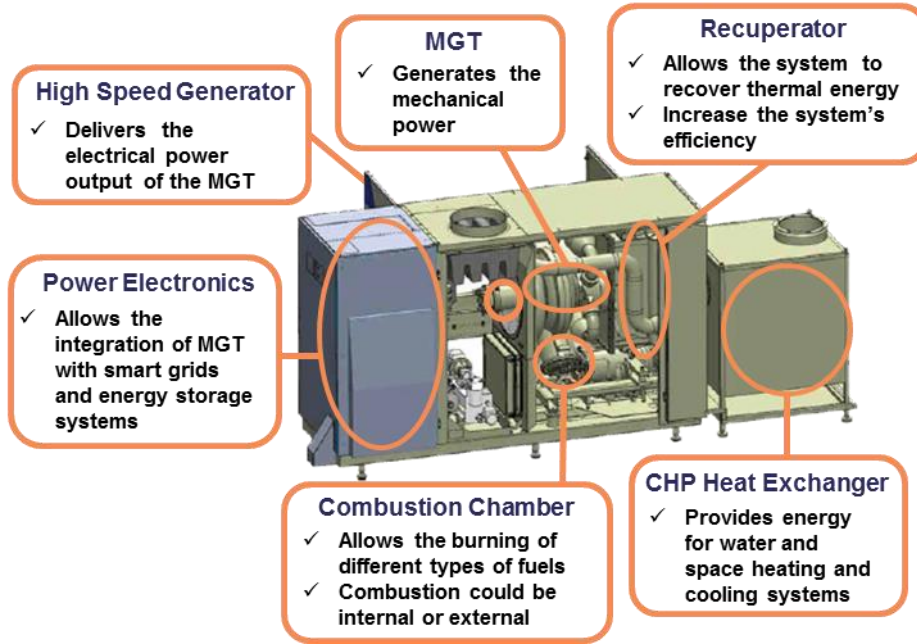 MGT
✓ Generates the
mechanical
power
Recuperator
✓ Allows the system to
recover thermal energy
✓ Increase the system's
efficiency
High Speed Generator
✓ Delivers the
electrical power
output of the MGT
Power Electronics
✓ Allows the
integration of MGT
with smart grids
and energy storage
systems
Combustion Chamber
✓ Allows the burning of
different types of fuels
✓ Combustion could be
internal or external
CHP Heat Exchanger
✓ Provides energy
for water and
space heating and
cooling systems